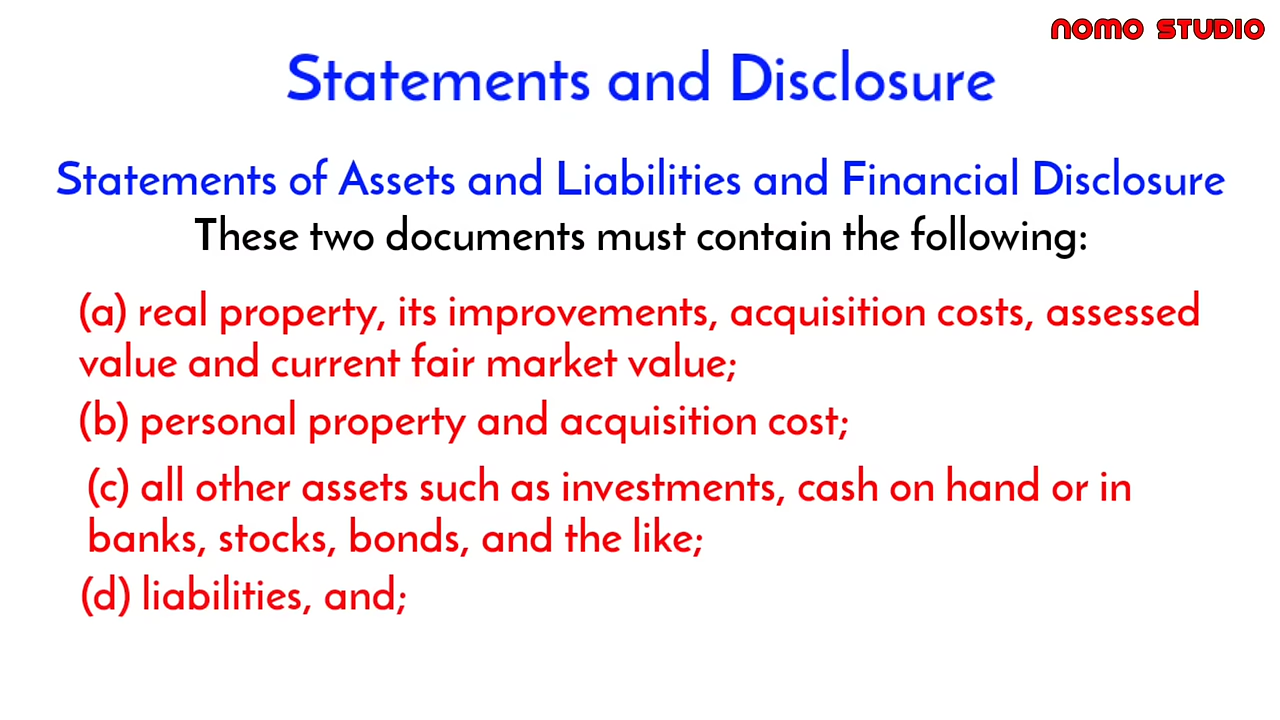 NOMO STUDIO
Statements and Disclosure
Statements of Assets and Liabilities and Financial Disclosure
These two documents must contain the following:
(a) real property, its improvements, acquisition costs, assessed
value and current fair market value;
(b) personal property and acquisition cost;
(c) all other assets such as investments, cash on hand or in
banks, stocks, bonds, and the like;
(d) liabilities, and;